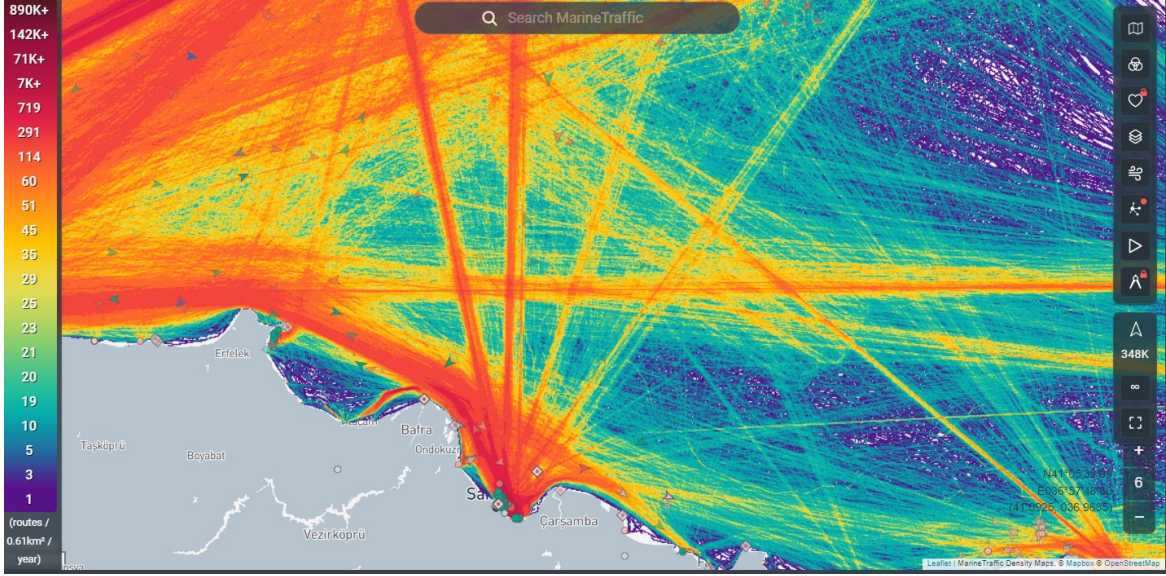 890K+
142K+
71K+
7K+
719
291
114
60
51
45
35
29
25
23
21
20
19
10
5
3
1
(routes /
0.61km² /
year)
Search MarineTraffic
348K
∞
+
6
−
Erfelek
Taşköprü
Boyabat
Bafra
Vezirköprü
Çarşamba
Leaflet | MarineTraffic Density Maps, © Mapbox © OpenStreetMap